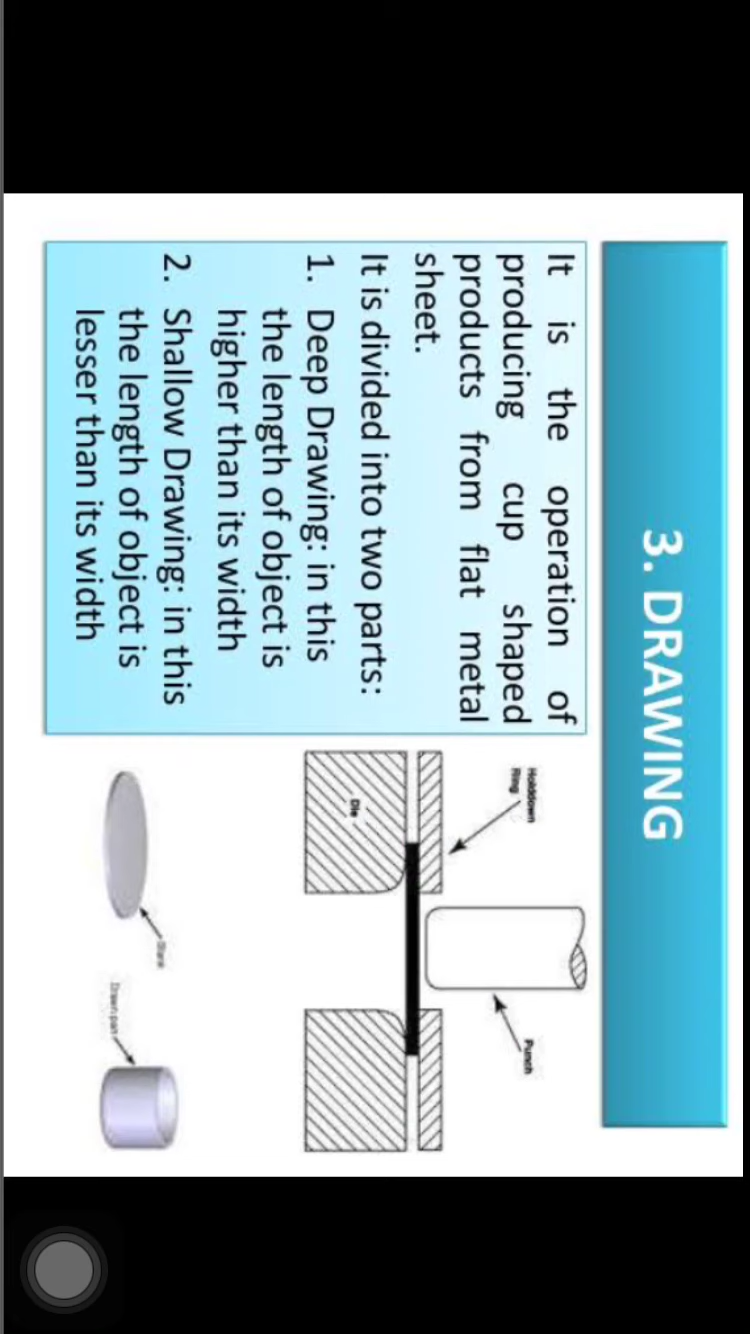 3. DRAWING
It is the operation of
producing cup shaped
products from flat metal
sheet.
It is divided into two parts:
1. Deep Drawing: in this
the length of object is
higher than its width
2. Shallow Drawing: in this
the length of object is
lesser than its width
Holddown
Ring
Punch
Die
Blank
Drawn part